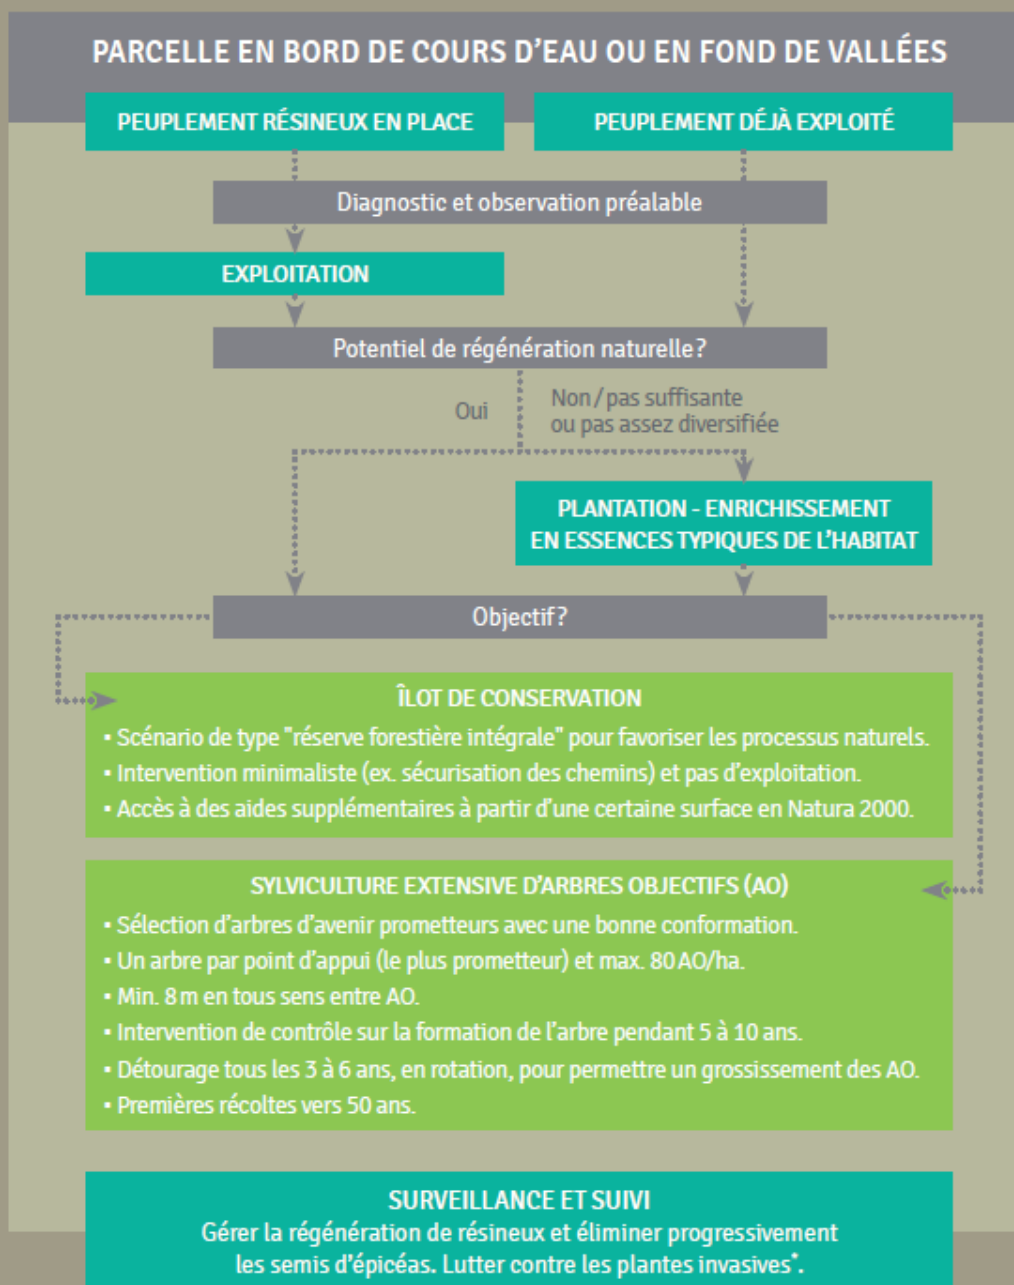 PARCELLE EN BORD DE COURS D'EAU OU EN FOND DE VALLÉES
PEUPLEMENT RÉSINEUX EN PLACE
PEUPLEMENT DÉJÀ EXPLOITÉ
Diagnostic et observation préalable
EXPLOITATION
Potentiel de régénération naturelle?
Oui
Non/pas suffisante
ou pas assez diversifiée
PLANTATION - ENRICHISSEMENT
EN ESSENCES TYPIQUES DE L'HABITAT
Objectif?
ÎLOT DE CONSERVATION
▪ Scénario de type "réserve forestière intégrale" pour favoriser les processus naturels.
▪ Intervention minimaliste (ex. sécurisation des chemins) et pas d'exploitation.
▪ Accès à des aides supplémentaires à partir d'une certaine surface en Natura 2000.
SYLVICULTURE EXTENSIVE D'ARBRES OBJECTIFS (AO)
▪ Sélection d'arbres d'avenir prometteurs avec une bonne conformation.
▪ Un arbre par point d'appui (le plus prometteur) et max. 80 AO/ha.
▪ Min. 8 m en tous sens entre AO.
▪ Intervention de contrôle sur la formation de l'arbre pendant 5 à 10 ans.
▪ Détourage tous les 3 à 6 ans, en rotation, pour permettre un grossissement des AO.
▪ Premières récoltes vers 50 ans.
SURVEILLANCE ET SUIVI
Gérer la régénération de résineux et éliminer progressivement
les semis d'épicéas. Lutter contre les plantes invasives*.